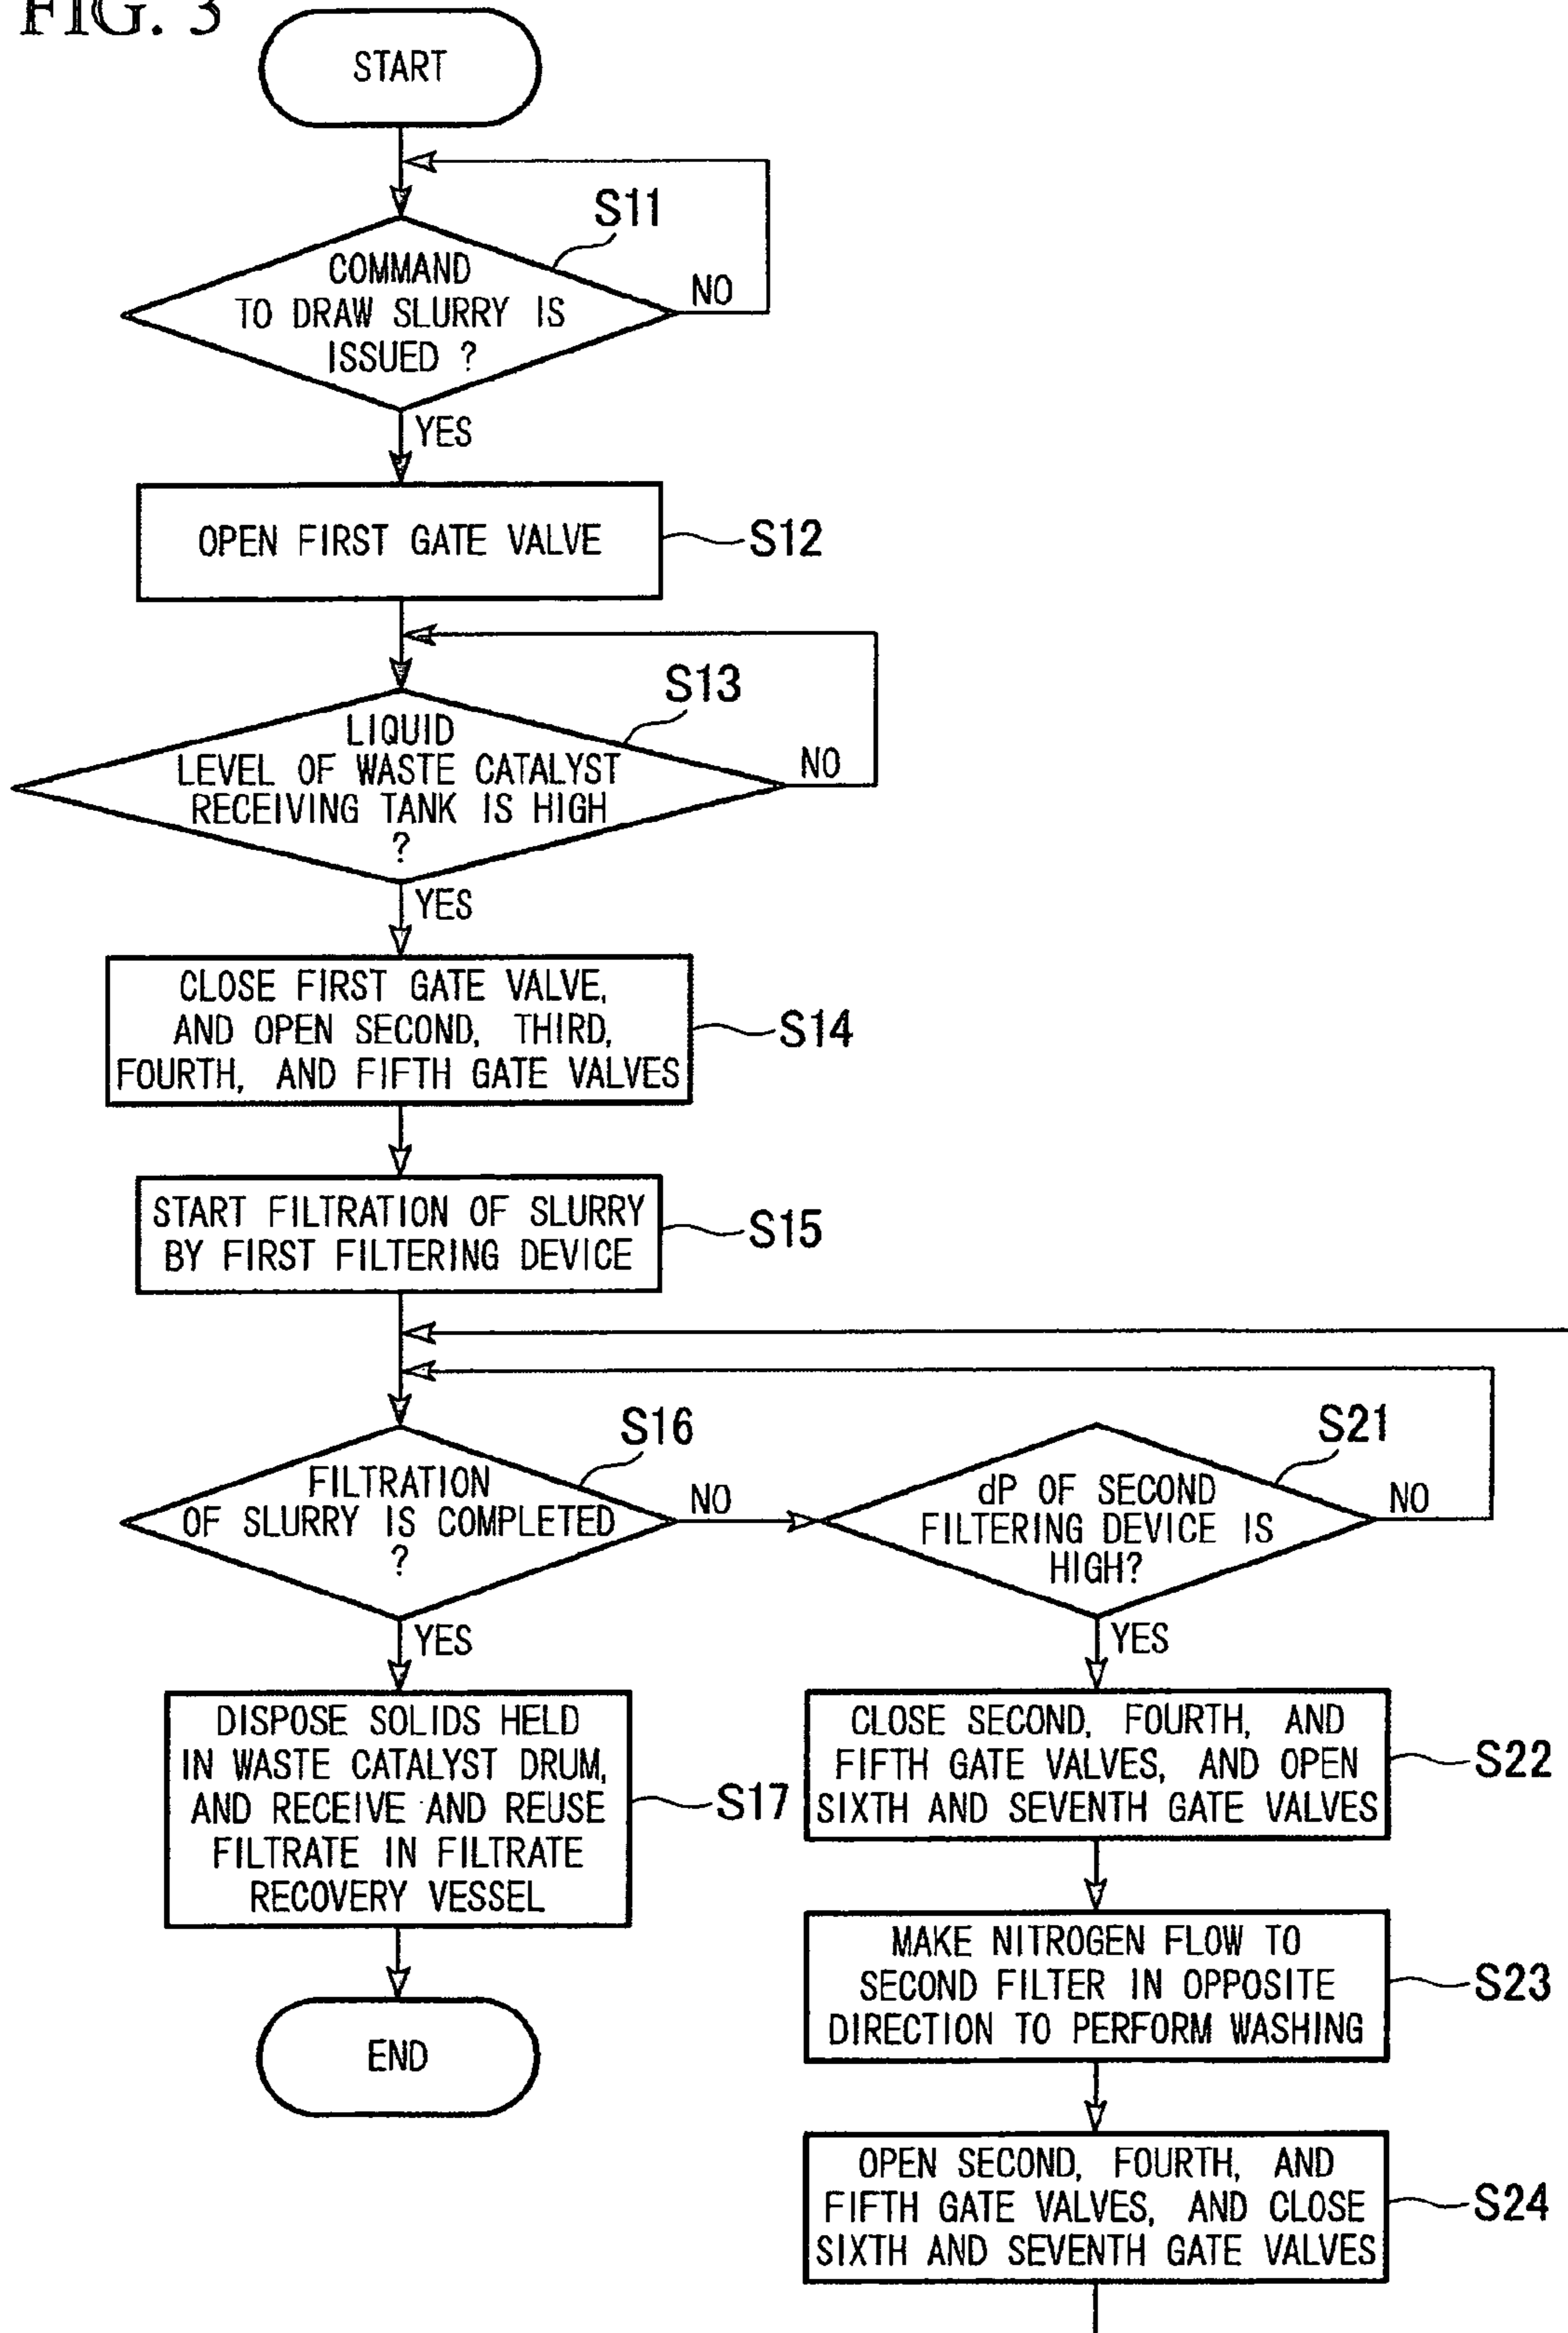 FIG. 3
START
S11
COMMAND
TO DRAW SLURRY IS
ISSUED ?
NO
YES
OPEN FIRST GATE VALVE
S12
S13
LIQUID
LEVEL OF WASTE CATALYST
RECEIVING TANK IS HIGH
?
NO
YES
CLOSE FIRST GATE VALVE,
AND OPEN SECOND, THIRD,
FOURTH, AND FIFTH GATE VALVES
S14
START FILTRATION OF SLURRY
BY FIRST FILTERING DEVICE
S15
S16
FILTRATION
OF SLURRY IS COMPLETED
?
NO
YES
S21
dP OF SECOND
FILTERING DEVICE IS
HIGH?
NO
YES
DISPOSE SOLIDS HELD
IN WASTE CATALYST DRUM,
AND RECEIVE AND REUSE
FILTRATE IN FILTRATE
RECOVERY VESSEL
S17
END
CLOSE SECOND, FOURTH, AND
FIFTH GATE VALVES, AND OPEN
SIXTH AND SEVENTH GATE VALVES
S22
MAKE NITROGEN FLOW TO
SECOND FILTER IN OPPOSITE
DIRECTION TO PERFORM WASHING
S23
OPEN SECOND, FOURTH, AND
FIFTH GATE VALVES, AND CLOSE
SIXTH AND SEVENTH GATE VALVES
S24